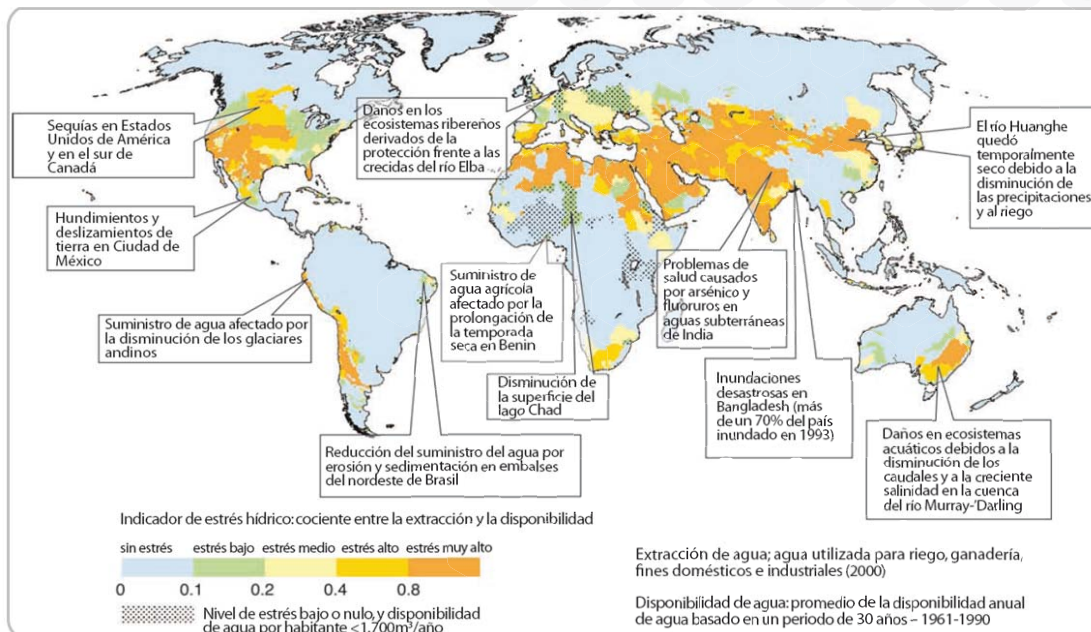 Sequías en Estados
Unidos de América
y en el sur de
Canadá
Daños en los
ecosistemas ribereños
derivados de la
protección frente a las
crecidas del río Elba
El río Huanghe
quedó
temporalmente
seco debido a la
disminución de
las precipitaciones
y al riego
Hundimientos y
deslizamientos de
tierra en Ciudad de
México
Suministro de agua afectado por
la disminución de los glaciares
andinos
Suministro de
agua agrícola
afectado por la
prolongación de
la temporada
seca en Benin
Problemas de
salud causados
por arsénico y
fluoruros en
aguas subterráneas
de India
Disminución de
la superficie del
lago Chad
Inundaciones
desastrosas en
Bangladesh (más
de un 70% del país
inundado en 1993)
Daños en ecosistemas
acuáticos debidos a la
disminución de los
caudales y a la creciente
salinidad en la cuenca
del río Murray-'Darling
Reducción del suministro del agua por
erosión y sedimentación en embalses
del nordeste de Brasil
Indicador de estrés hídrico: cociente entre la extracción y la disponibilidad
sin estrés estrés bajo estrés medio estrés alto estrés muy alto
0 0.1 0.2 0.4 0.8
Nivel de estrés bajo o nulo, y disponibilidad
de agua por habitante <1.700m³/año
Extracción de agua; agua utilizada para riego, ganadería,
fines domésticos e industriales (2000)
Disponibilidad de agua: promedio de la disponibilidad anual
de agua basado en un periodo de 30 años – 1961-1990